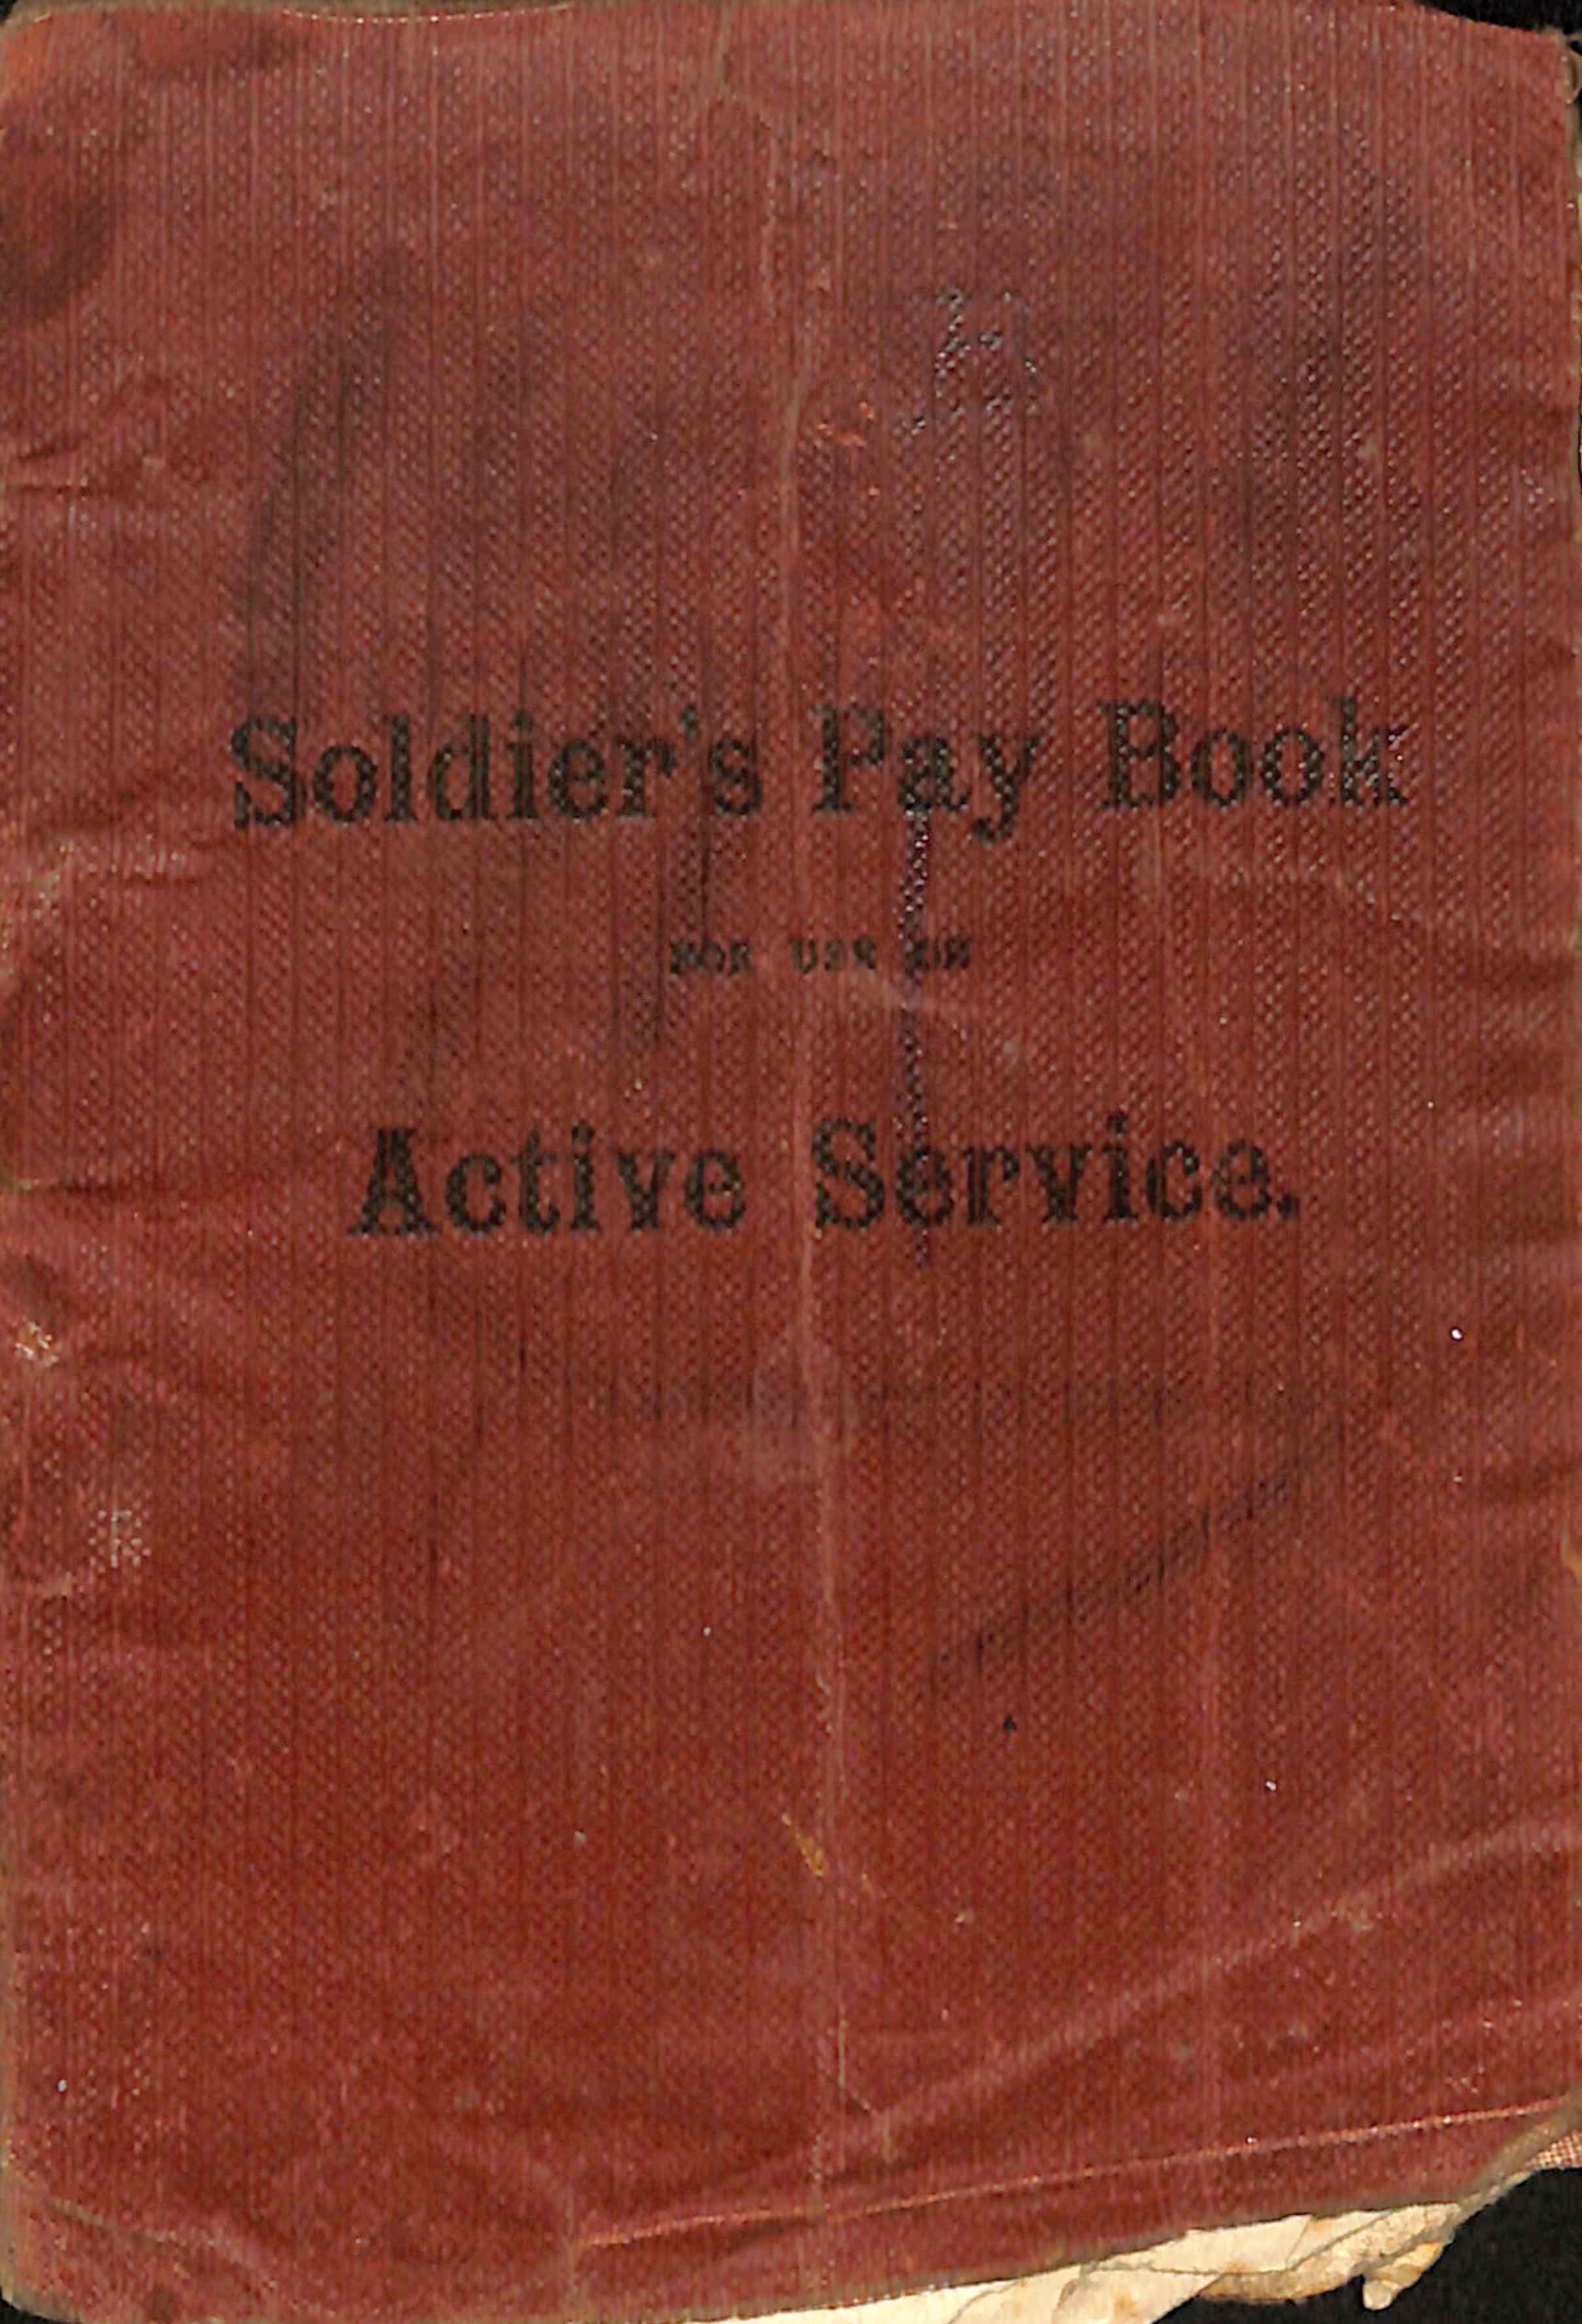 Soldier's Pay Book
FOR USE ON
Active Service.